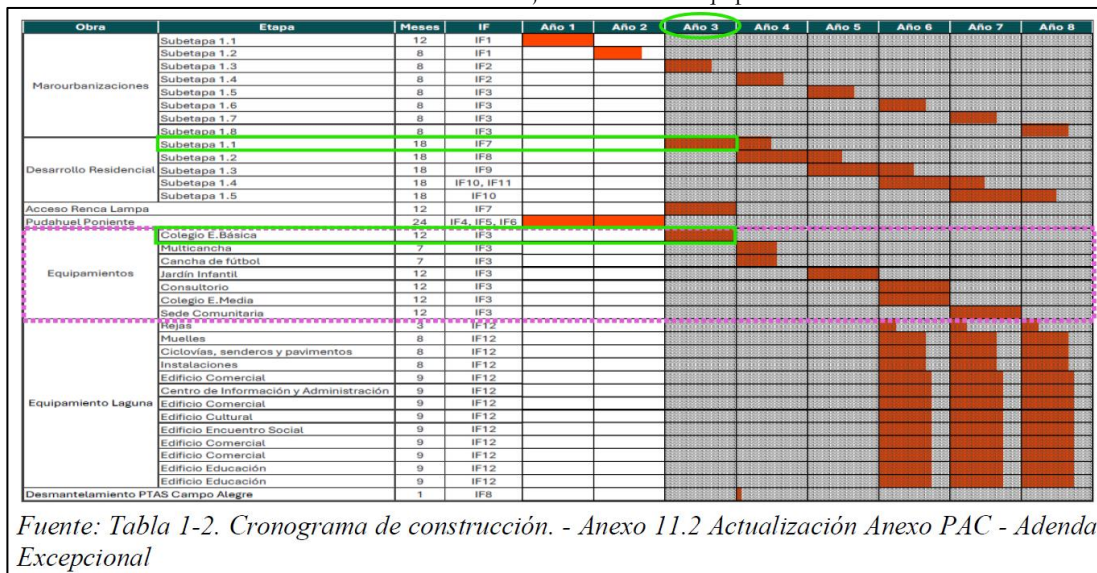 Obra Etapa Meses IF Año 1 Año 2 Año 3 Año 4 Año 5 Año 6 Año 7 Año 8
Marourbanizaciones
Subetapa 1.1 12 IF1
Subetapa 1.2 8 IF1
Subetapa 1.3 8 IF2
Subetapa 1.4 8 IF2
Subetapa 1.5 8 IF3
Subetapa 1.6 8 IF3
Subetapa 1.7 8 IF3
Subetapa 1.8 8 IF3
Desarrollo Residencial
Subetapa 1.1 18 IF7
Subetapa 1.2 18 IF8
Subetapa 1.3 18 IF9
Subetapa 1.4 18 IF10, IF11
Subetapa 1.5 18 IF10
Acceso Renca Lampa 12 IF7
Pudahuel Poniente 24 IF4, IF5, IF6
Equipamientos
Colegio E.Básica 12 IF3
Multicancha 7 IF3
Cancha de fútbol 7 IF3
Jardín Infantil 12 IF3
Consultorio 12 IF3
Colegio E.Media 12 IF3
Sede Comunitaria 12 IF3
Equipamiento Laguna
Rejas 3 IF12
Muelles 8 IF12
Ciclovías, senderos y pavimentos 8 IF12
Instalaciones 8 IF12
Edificio Comercial 9 IF12
Centro de Información y Administración 9 IF12
Edificio Comercial 9 IF12
Edificio Cultural 9 IF12
Edificio Encuentro Social 9 IF12
Edificio Comercial 9 IF12
Edificio Comercial 9 IF12
Edificio Educación 9 IF12
Edificio Educación 9 IF12
Desmantelamiento PTAS Campo Alegre 1 IF8
Fuente: Tabla 1-2. Cronograma de construcción. - Anexo 11.2 Actualización Anexo PAC - Adenda
Excepcional